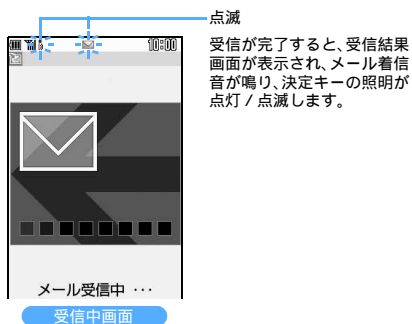 点滅
10:00
受信が完了すると、受信結果
画面が表示され、メール着信
音が鳴り、決定キーの照明が
点灯 / 点滅します。
メール受信中 ･･･
受信中画面